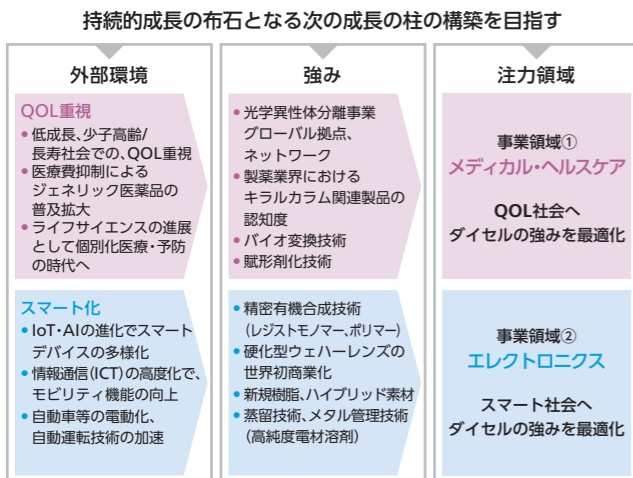 持続的成長の布石となる次の成長の柱の構築を目指す
外部環境
QOL重視
• 低成長、少子高齢/
長寿社会での、QOL重視
• 医療費抑制による
ジェネリック医薬品の
普及拡大
• ライフサイエンスの進展
として個別化医療・予防
の時代へ
スマート化
• IoT・AIの進化でスマート
デバイスの多様化
• 情報通信(ICT)の高度化で、
モビリティ機能の向上
• 自動車等の電動化、
自動運転技術の加速
強み
• 光学異性体分離事業
グローバル拠点、
ネットワーク
• 製薬業界における
キラルカラム関連製品の
認知度
• バイオ変換技術
• 賦形剤化技術
• 精密有機合成技術
(レジストモノマー、ポリマー)
• 硬化型ウェハーレンズの
世界初商業化
• 新規樹脂、ハイブリッド素材
• 蒸留技術、メタル管理技術
(高純度電材溶剤)
注力領域
事業領域①
メディカル・ヘルスケア
QOL社会へ
ダイセルの強みを最適化
事業領域②
エレクトロニクス
スマート社会へ
ダイセルの強みを最適化